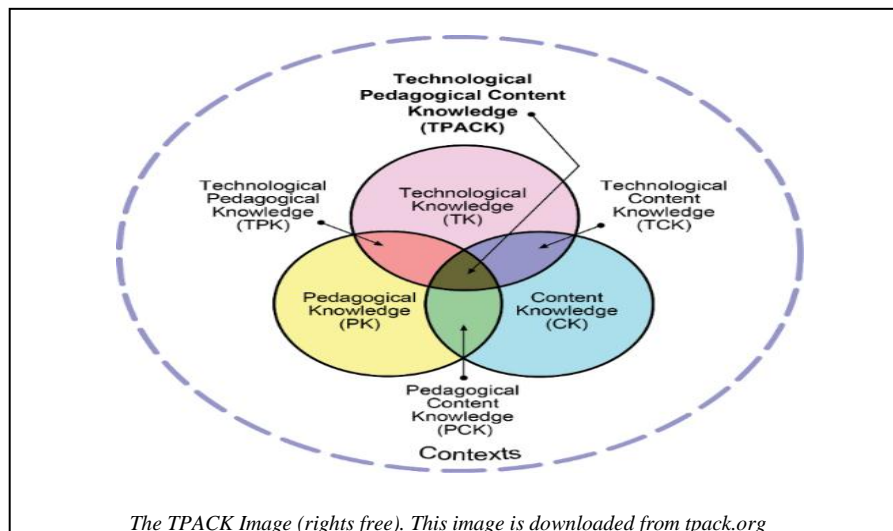 Technological
Pedagogical Content
Knowledge
(TPACK)
Technological
Pedagogical
Knowledge
(TPK)
Technological
Knowledge
(TK)
Technological
Content
Knowledge
(TCK)
Pedagogical
Knowledge
(PK)
Content
Knowledge
(CK)
Pedagogical
Content
Knowledge
(PCK)
Contexts
The TPACK Image (rights free). This image is downloaded from tpack.org